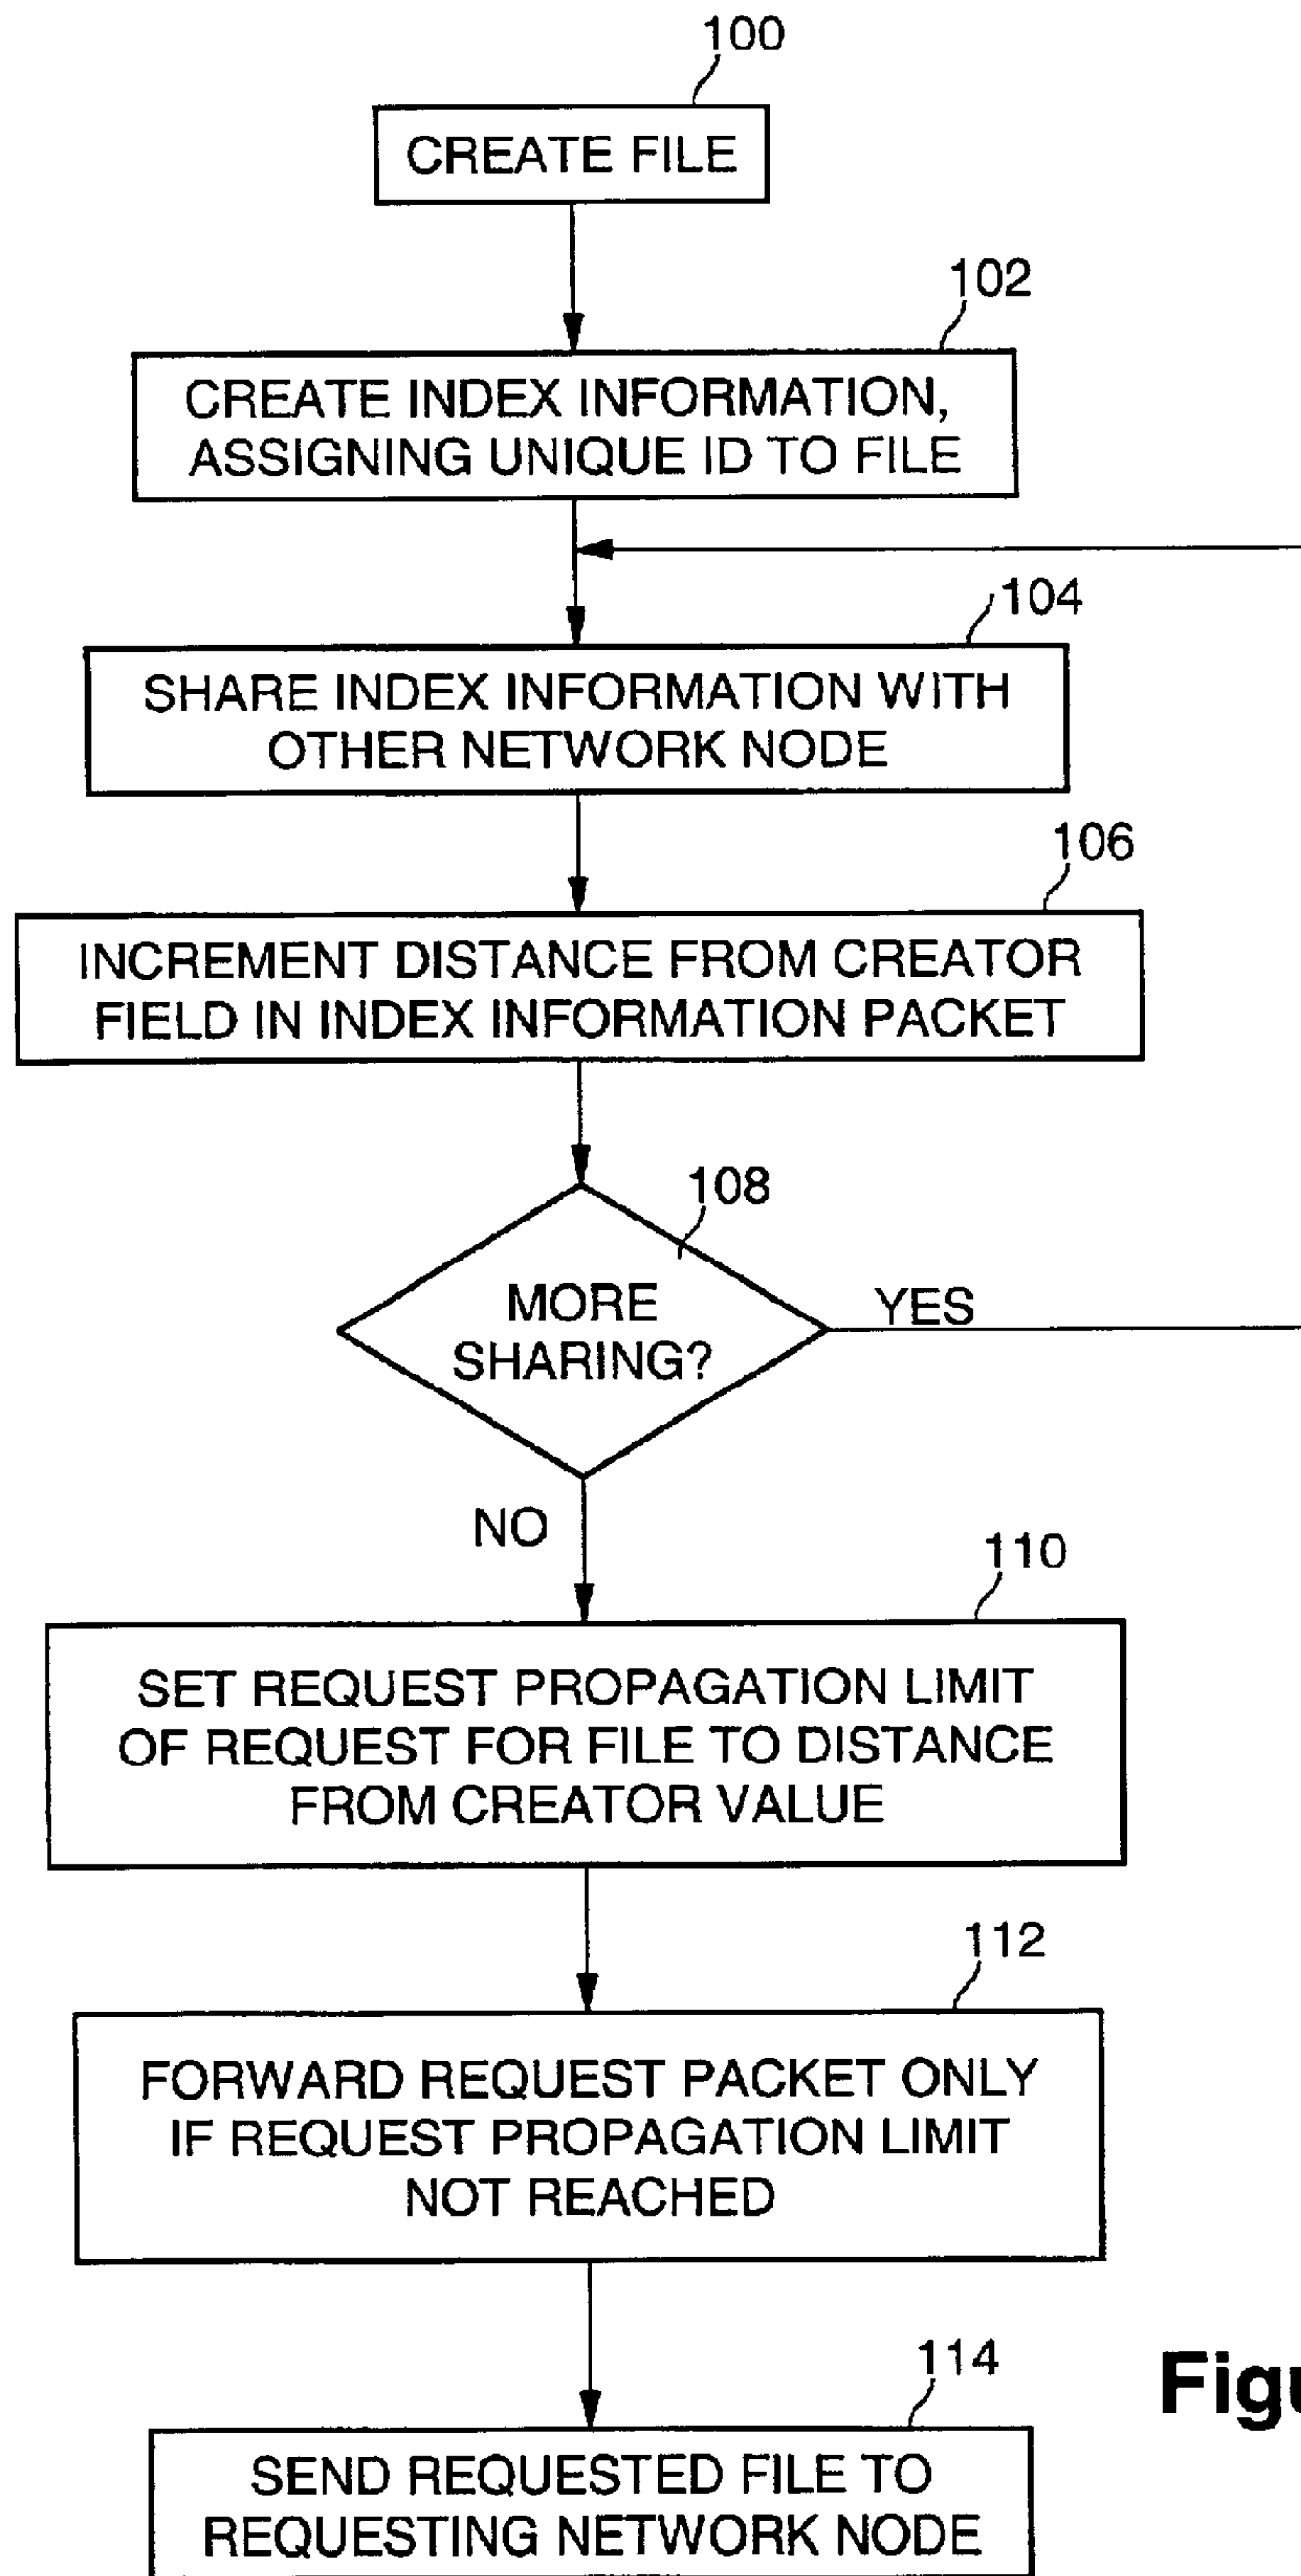 100
CREATE FILE
102
CREATE INDEX INFORMATION,
ASSIGNING UNIQUE ID TO FILE
104
SHARE INDEX INFORMATION WITH
OTHER NETWORK NODE
106
INCREMENT DISTANCE FROM CREATOR
FIELD IN INDEX INFORMATION PACKET
108
MORE
SHARING?
YES
NO
110
SET REQUEST PROPAGATION LIMIT
OF REQUEST FOR FILE TO DISTANCE
FROM CREATOR VALUE
112
FORWARD REQUEST PACKET ONLY
IF REQUEST PROPAGATION LIMIT
NOT REACHED
114
SEND REQUESTED FILE TO
REQUESTING NETWORK NODE